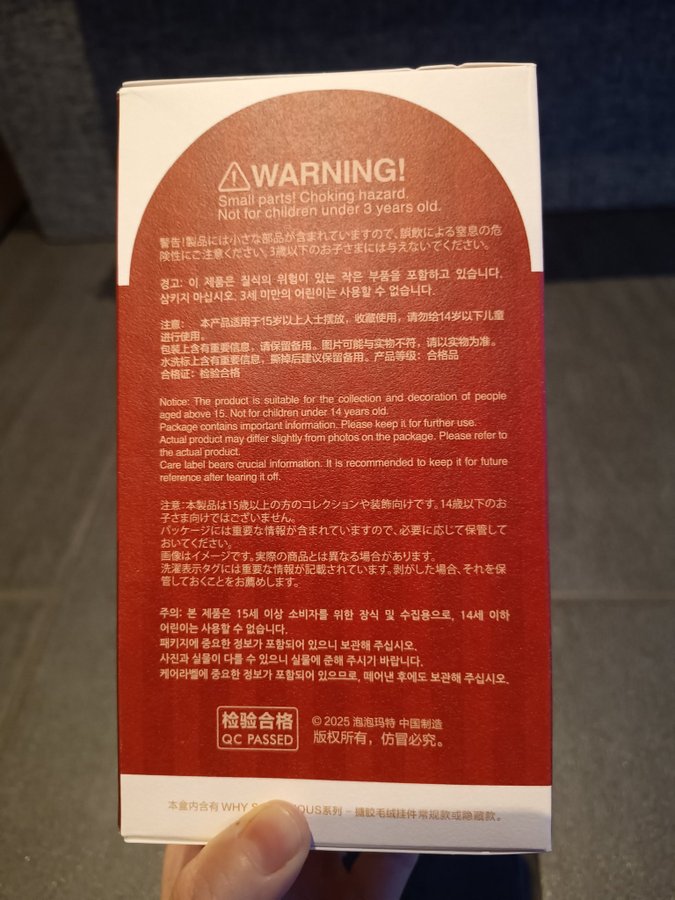 WARNING!
Small parts! Choking hazard.
Not for children under 3 years old.
警告!製品には小さな部品が含まれていますので、誤飲による窒息の危
険性にご注意ください。3歳以下のお子さまには与えないでください。
경고: 이 제품은 질식의 위험이 있는 작은 부품을 포함하고 있습니다.
삼키지 마십시오. 3세 미만의 어린이는 사용할 수 없습니다.
注意: 本产品适用于15岁以上人士摆放，收藏使用，请勿给14岁以下儿童
进行使用。
包装上含有重要信息，请保留备用。图片可能与实物不符，请以实物为准。
水洗标上含有重要信息，撕掉后建议保留备用。产品等级：合格品
合格证：检验合格
Notice: The product is suitable for the collection and decoration of people
aged above 15. Not for children under 14 years old.
Package contains important information. Please keep it for further use.
Actual product may differ slightly from photos on the package. Please refer to
the actual product.
Care label bears crucial information. It is recommended to keep it for future
reference after tearing it off.
注意:本製品は15歳以上の方のコレクションや装飾向けです。14歳以下のお
子さま向けではございません。
パッケージには重要な情報が含まれていますので、必要に応じて保管して
おいてください。
画像はイメージです。実際の商品とは異なる場合があります。
洗濯表示タグには重要な情報が記載されています。剥がした場合、それを保
管しておくことをお薦めします。
주의: 본 제품은 15세 이상 소비자를 위한 장식 및 수집용으로, 14세 이하
어린이는 사용할 수 없습니다.
패키지에 중요한 정보가 포함되어 있으니 보관해 주십시오.
사진과 실물이 다를 수 있으니 실물에 준해 주시기 바랍니다.
케어라벨에 중요한 정보가 포함되어 있으므로, 떼어낸 후에도 보관해 주십시오.
检验合格
QC PASSED
© 2025 泡泡玛特 中国制造
版权所有，仿冒必究。
本盒内含有 WHY 系列 - 搪胶毛绒挂件常规款或隐藏款。